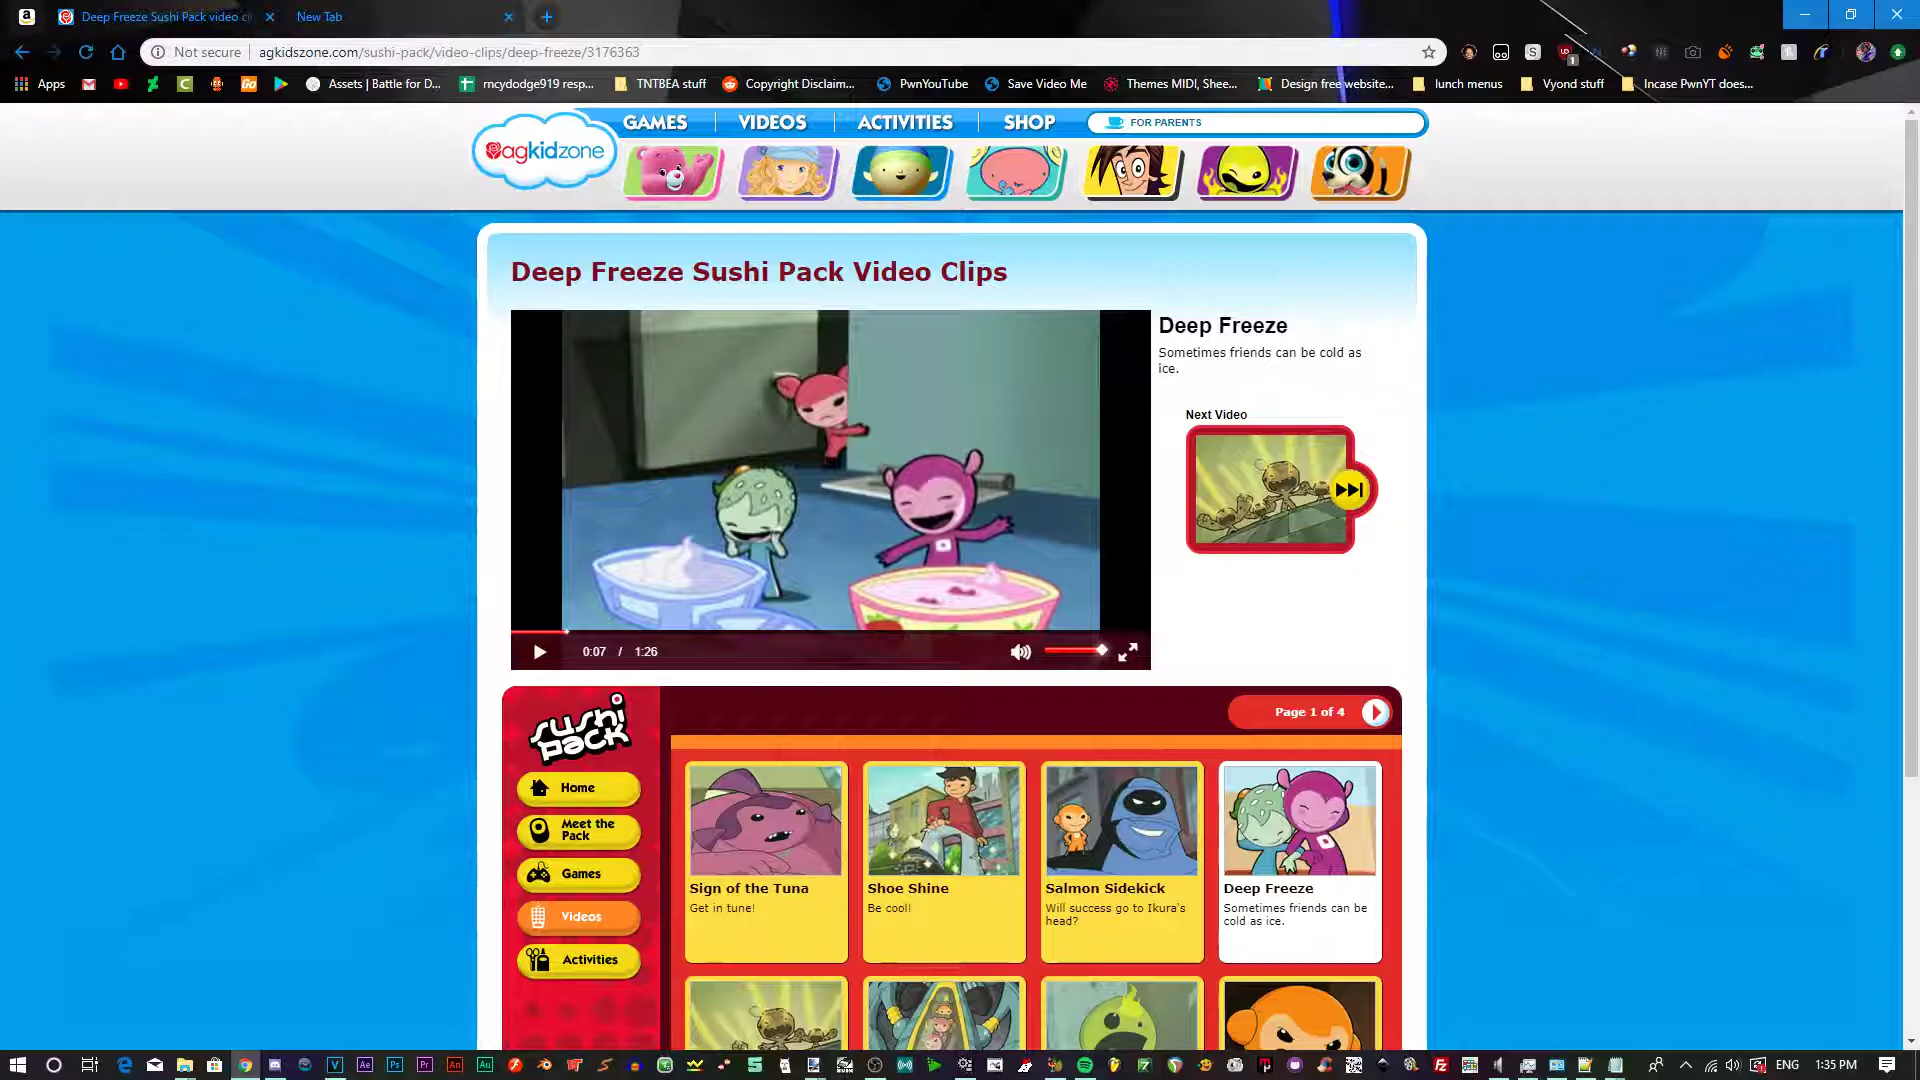 Deep Freeze Sushi Pack video cl
New Tab
Not secure
agkidszone.com/sushi-pack/video-clips/deep-freeze/3176363
Apps
Assets | Battle for D...
rncydodge919 resp...
TNTBEA stuff
Copyright Disclaim...
PwnYouTube
Save Video Me
Themes MIDI, Shee...
Design free website...
lunch menus
Vyond stuff
Incase PwnYT does...
agkidzone
GAMES
VIDEOS
ACTIVITIES
SHOP
FOR PARENTS
Deep Freeze Sushi Pack Video Clips
Deep Freeze
Sometimes friends can be cold as
ice.
Next Video
0:07 / 1:26
sushi
pack
Page 1 of 4
Home
Meet the
Pack
Games
Videos
Activities
Sign of the Tuna
Get in tune!
Shoe Shine
Be cool!
Salmon Sidekick
Will success go to Ikura's
head?
Deep Freeze
Sometimes friends can be
cold as ice.
ENG
1:35 PM